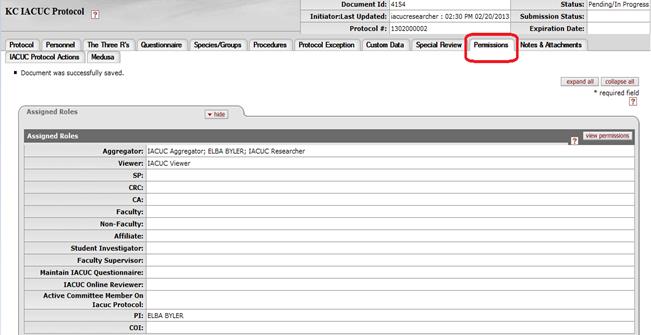 KC IACUC Protocol ?
Document Id: 4154 Status: Pending/In Progress
Initiator:Last Updated: iacucresearcher : 02:30 PM 02/20/2013 Submission Status:
Protocol #: 1302000002 Expiration Date:
Protocol Personnel The Three R's Questionnaire Species/Groups Procedures Protocol Exception Custom Data Special Review Permissions Notes & Attachments
IACUC Protocol Actions Medusa
Document was successfully saved.
expand all collapse all
* required field
?
Assigned Roles hide
Assigned Roles ? view permissions
Aggregator: IACUC Aggregator; ELBA BYLER; IACUC Researcher
Viewer: IACUC Viewer
SP:
CRC:
CA:
Faculty:
Non-Faculty:
Affiliate:
Student Investigator:
Faculty Supervisor:
Maintain IACUC Questionnaire:
IACUC Online Reviewer:
Active Committee Member On
Iacuc Protocol:
PI: ELBA BYLER
COI: